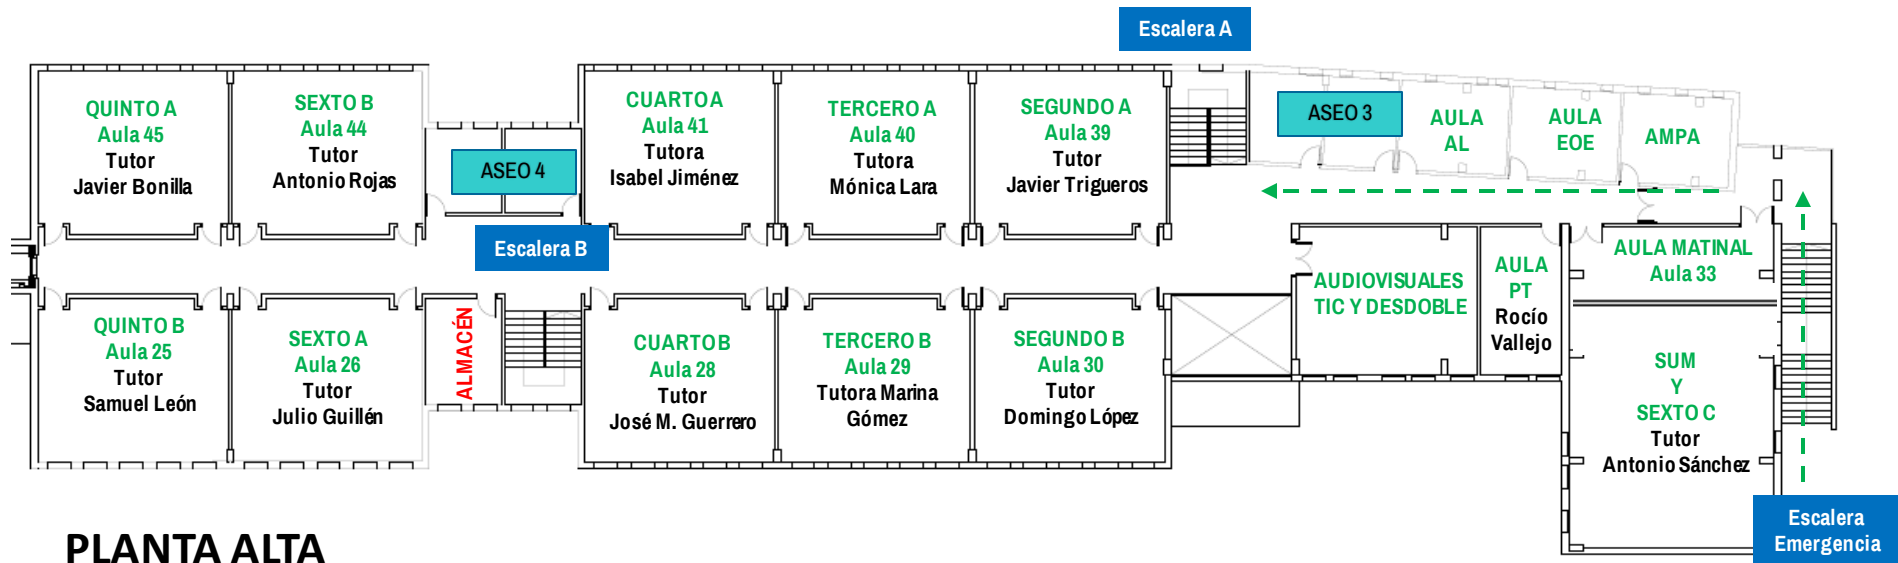 Escalera A
QUINTO A
Aula 45
Tutor
Javier Bonilla
SEXTO B
Aula 44
Tutor
Antonio Rojas
ASEO 4
CUARTO A
Aula 41
Tutora
Isabel Jiménez
TERCERO A
Aula 40
Tutora
Mónica Lara
SEGUNDO A
Aula 39
Tutor
Javier Trigueros
ASEO 3
AULA
AL
AULA
EOE
AMPA
Escalera B
QUINTO B
Aula 25
Tutor
Samuel León
SEXTO A
Aula 26
Tutor
Julio Guillén
ALMACÉN
CUARTO B
Aula 28
Tutor
José M. Guerrero
TERCERO B
Aula 29
Tutora Marina
Gómez
SEGUNDO B
Aula 30
Tutor
Domingo López
AUDIOVISUALES
TIC Y DESDOBLE
AULA
PT
Rocío
Vallejo
AULA MATINAL
Aula 33
SUM
Y
SEXTO C
Tutor
Antonio Sánchez
Escalera
Emergencia
PLANTA ALTA